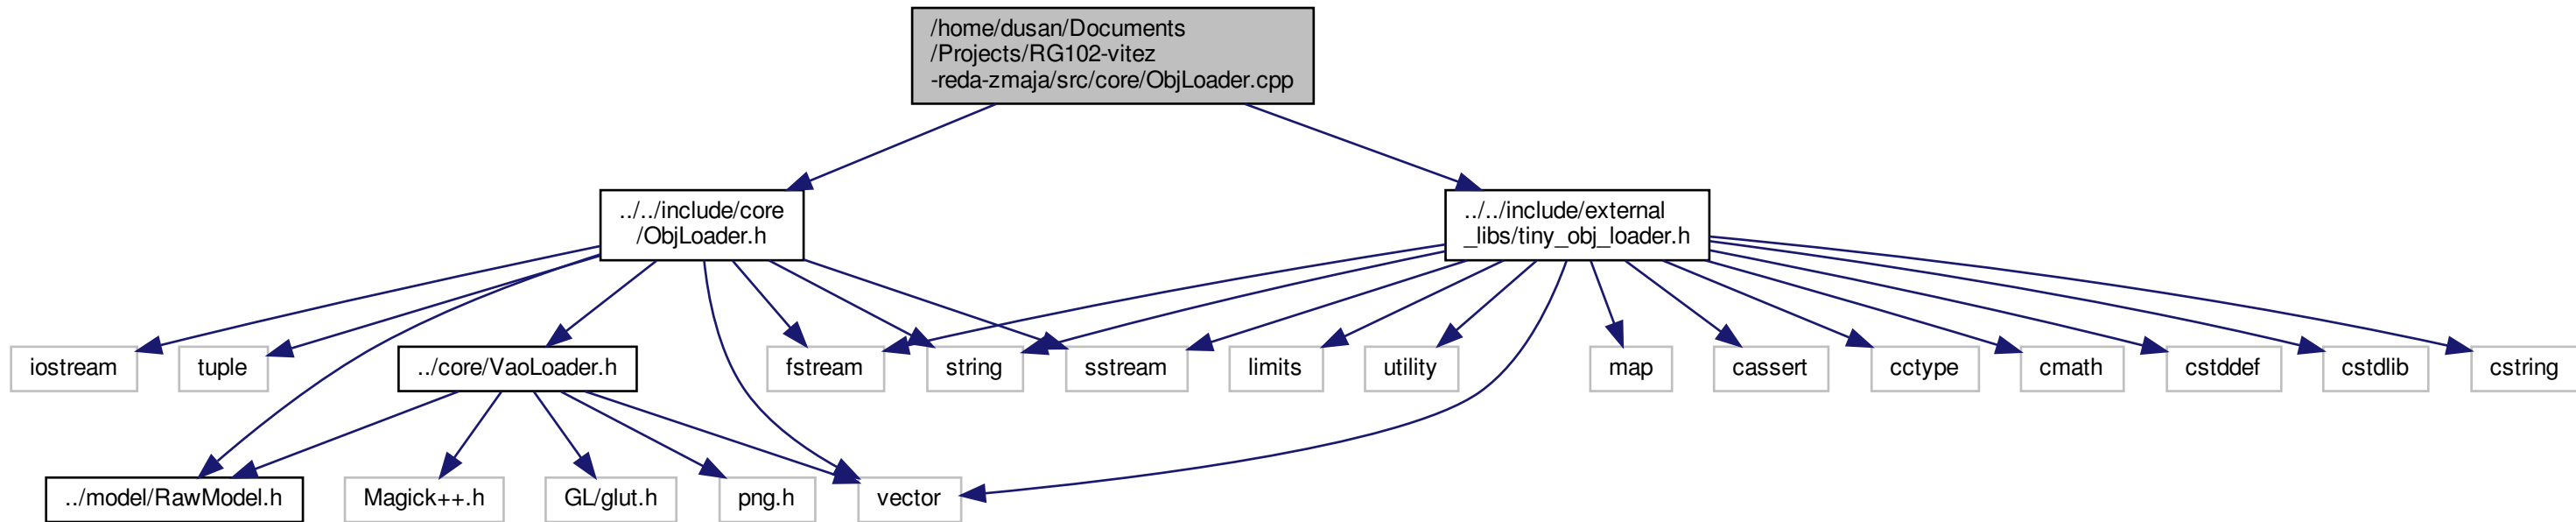 /home/dusan/Documents
/Projects/RG102-vitez
-reda-zmaja/src/core/ObjLoader.cpp
../../include/core
/ObjLoader.h
../../include/external
_libs/tiny_obj_loader.h
iostream
tuple
../core/VaoLoader.h
fstream
string
sstream
limits
utility
map
cassert
cctype
cmath
cstddef
cstdlib
cstring
../model/RawModel.h
Magick++.h
GL/glut.h
png.h
vector